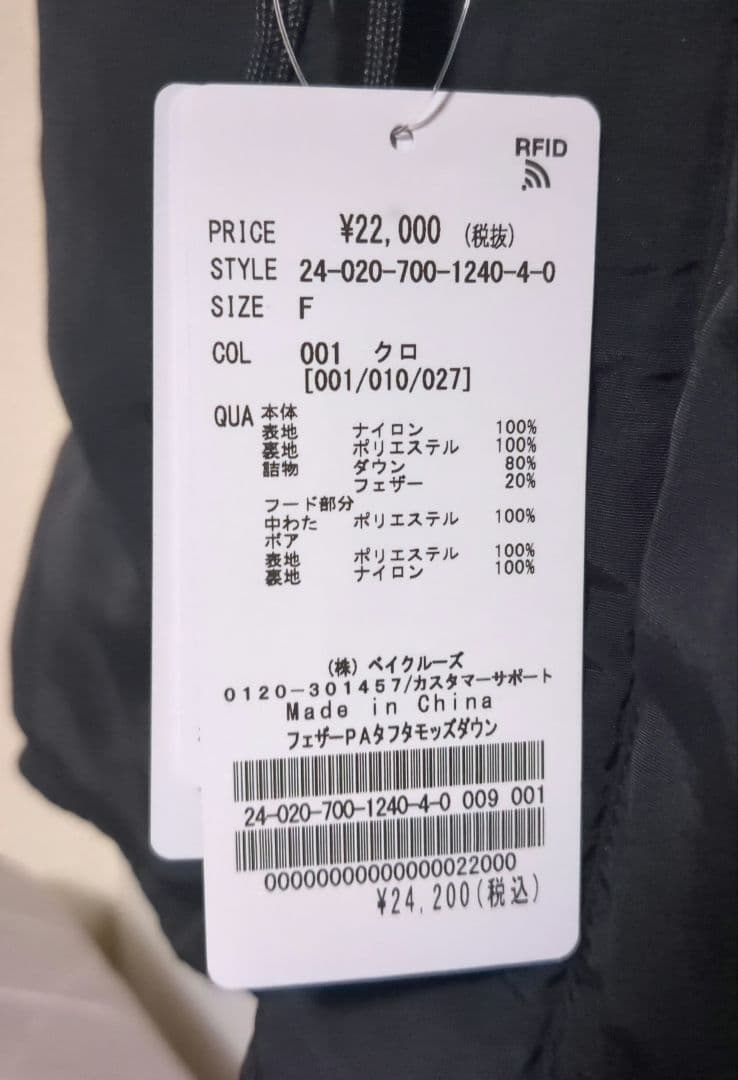 RFID
PRICE ¥22,000 (税抜)
STYLE 24-020-700-1240-4-0
SIZE F
COL 001 クロ
[001/010/027]
QUA 本体
表地 ナイロン 100%
裏地 ポリエステル 100%
詰物 ダウン 80%
フェザー 20%
フード部分
中わた ポリエステル 100%
ボア
表地 ポリエステル 100%
裏地 ナイロン 100%
(株) ベイクルーズ
0120-301457/カスタマーサポート
Made in China
フェザーPAタフタモッズダウン
24-020-700-1240-4-0 009 001
00000000000000022000
¥24,200(税込)